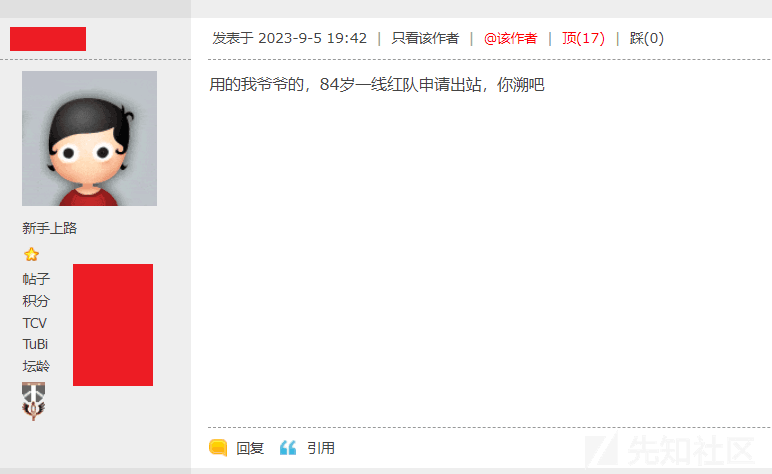 发表于 2023-9-5 19:42 | 只看该作者 | @该作者 | 顶(17) | 踩(0)
用的我爷爷的，84岁一线红队申请出站，你溯吧
新手上路
帖子
积分
TCV
TuBi
坛龄
回复 引用
先知社区